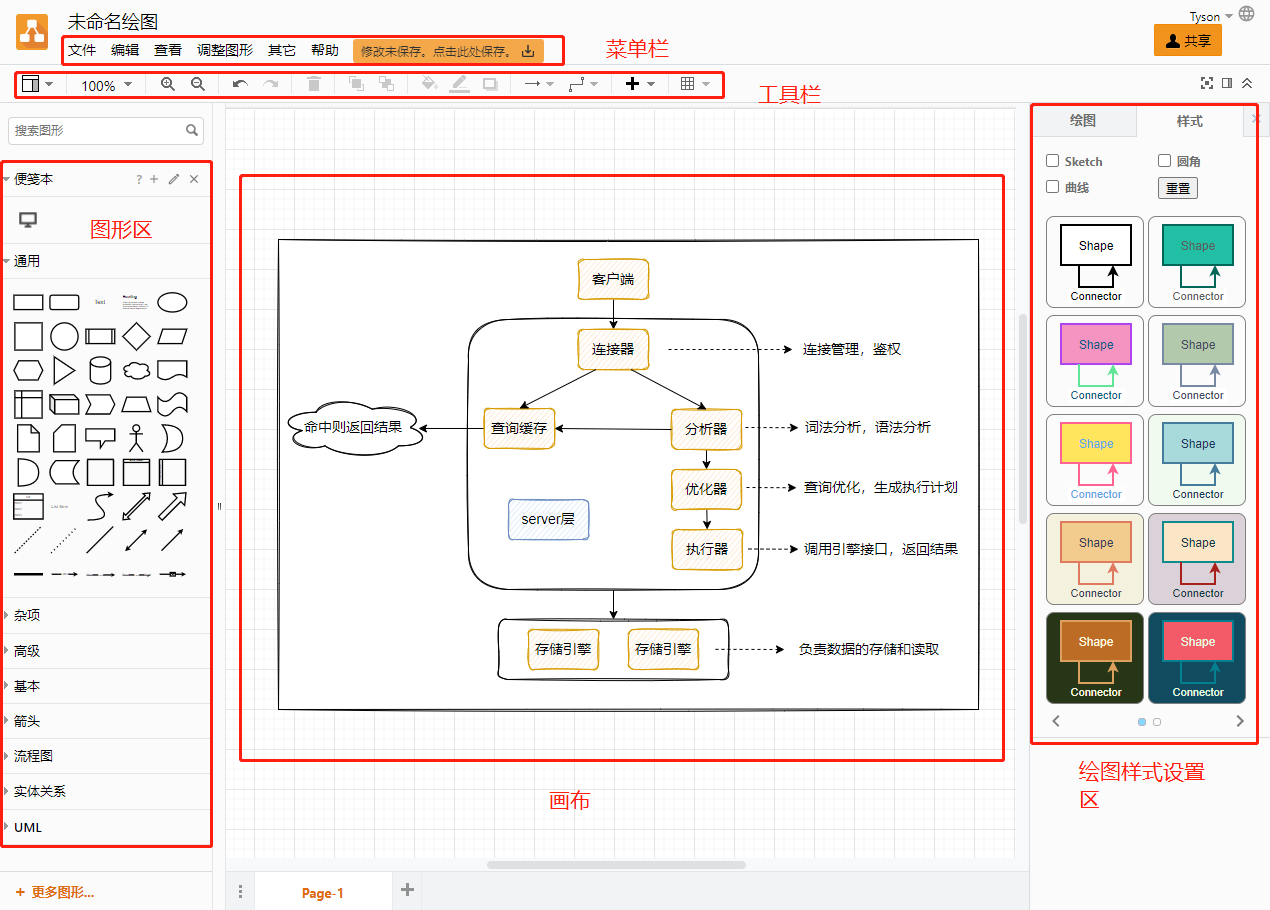 未命名绘图
Tyson
文件 编辑 查看 调整图形 其它 帮助 修改未保存。点击此处保存。
菜单栏
共享
100%
工具栏
搜索图形
便笺本
?
图形区
通用
Text
Heading
杂项
高级
基本
箭头
流程图
实体关系
UML
更多图形...
客户端
连接器
连接管理，鉴权
命中则返回结果
查询缓存
分析器
词法分析，语法分析
优化器
查询优化，生成执行计划
server层
执行器
调用引擎接口，返回结果
存储引擎
存储引擎
负责数据的存储和读取
画布
Page-1
绘图 样式
Sketch 圆角
曲线 重置
Shape Shape
Connector Connector
Shape Shape
Connector Connector
Shape Shape
Connector Connector
Shape Shape
Connector Connector
Shape Shape
Connector Connector
绘图样式设置
区